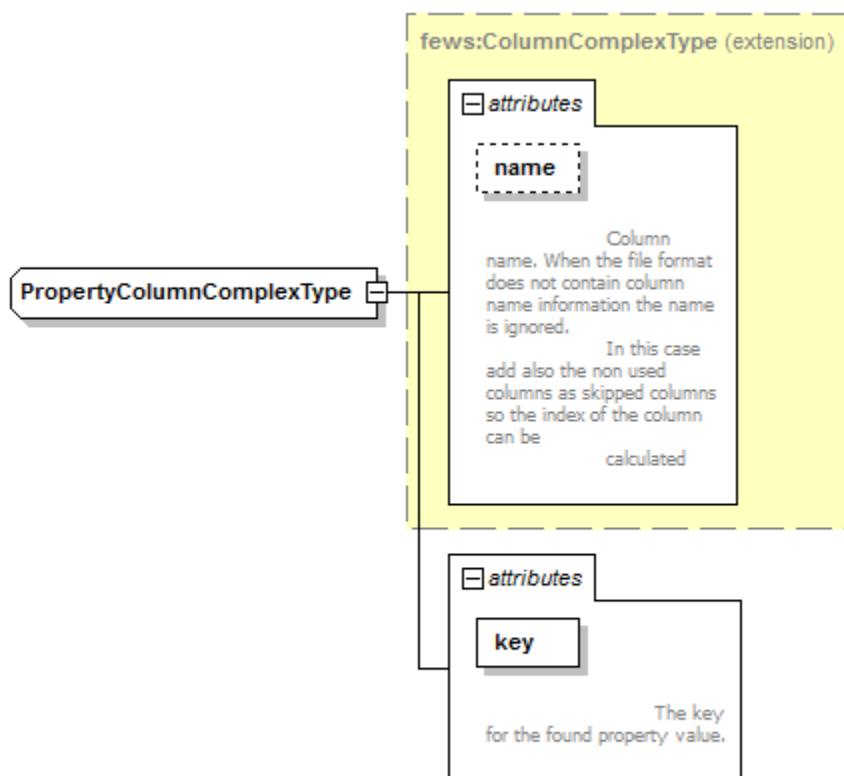 fews:ColumnComplexType (extension)
attributes
name
Column
name. When the file format
does not contain column
name information the name
is ignored.
In this case
add also the non used
columns as skipped columns
so the index of the column
can be
calculated
PropertyColumnComplexType
attributes
key
The key
for the found property value.